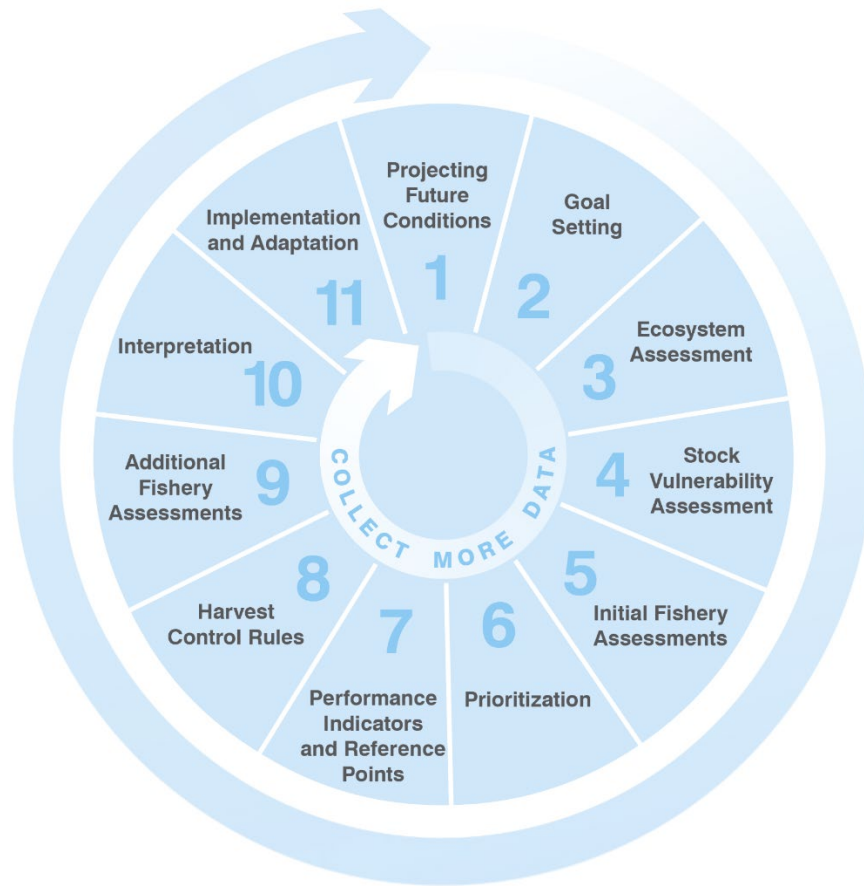 Projecting
Future
Conditions
1
Goal
Setting
2
Ecosystem
Assessment
3
Stock
Vulnerability
Assessment
4
Initial Fishery
Assessments
5
Prioritization
6
Performance
Indicators
and Reference
Points
7
Harvest
Control Rules
8
Additional
Fishery
Assessments
9
Interpretation
10
Implementation
and Adaptation
11
COLLECT MORE DATA